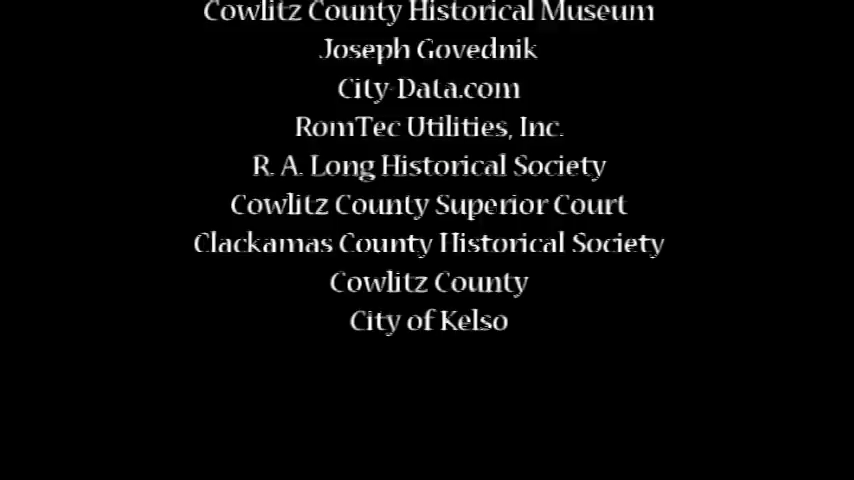 Cowlitz County Historical Museum
Joseph Govednik
City-Data.com
RomTec Utilities, Inc.
R. A. Long Historical Society
Cowlitz County Superior Court
Clackamas County Historical Society
Cowlitz County
City of Kelso